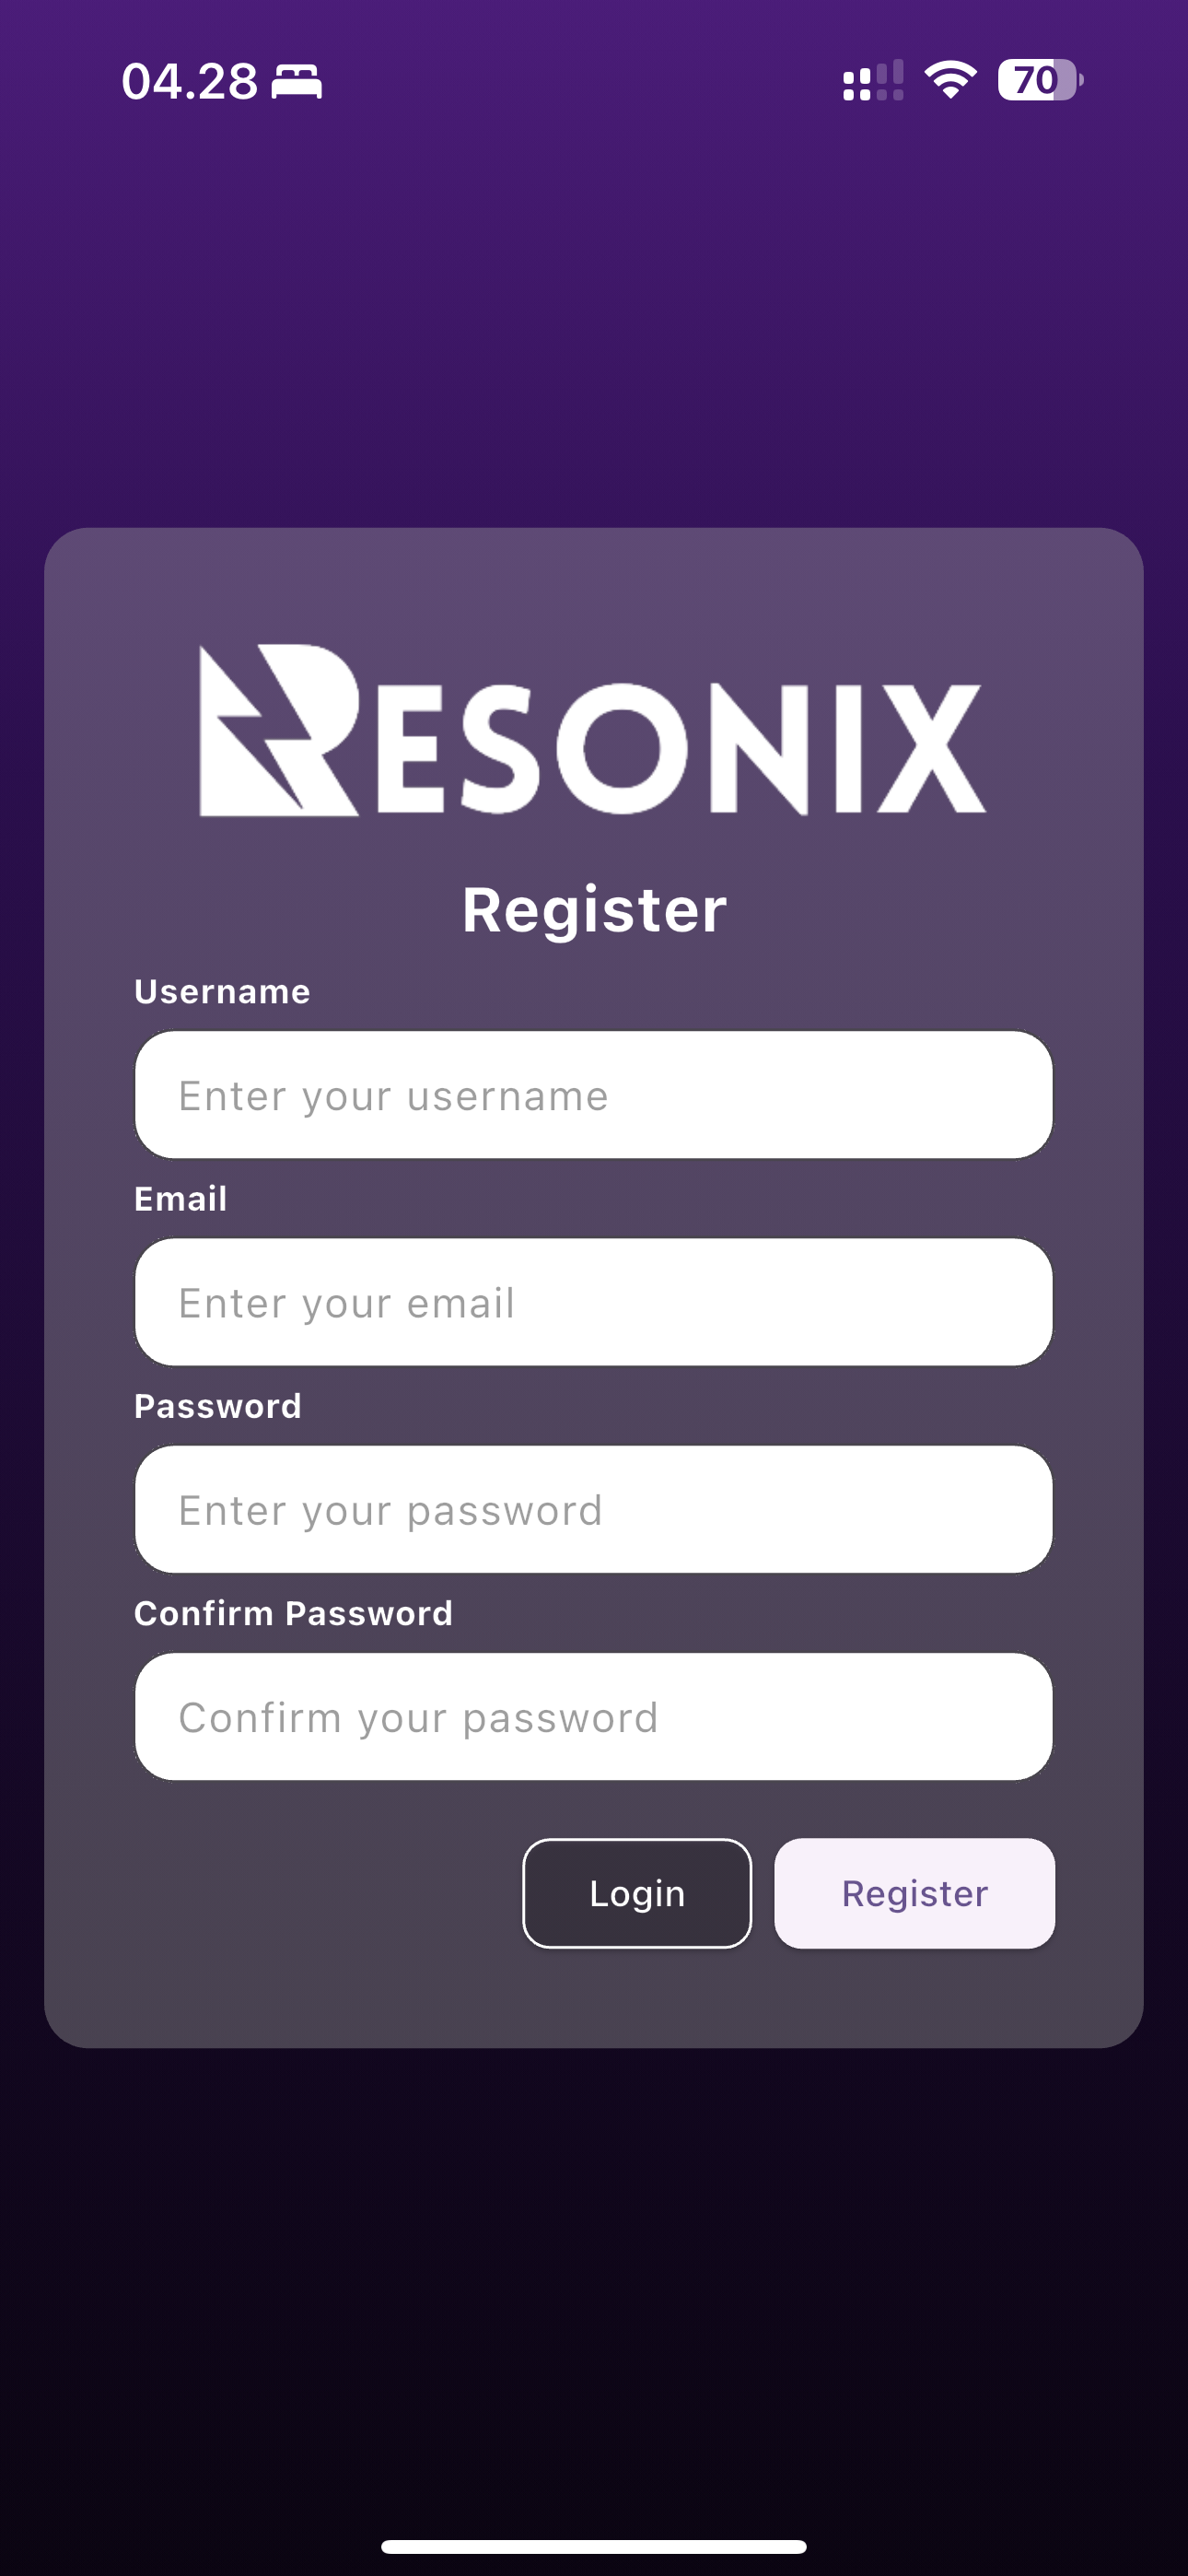 04.28
70
RESONIX
Register
Username
Enter your username
Email
Enter your email
Password
Enter your password
Confirm Password
Confirm your password
Login Register